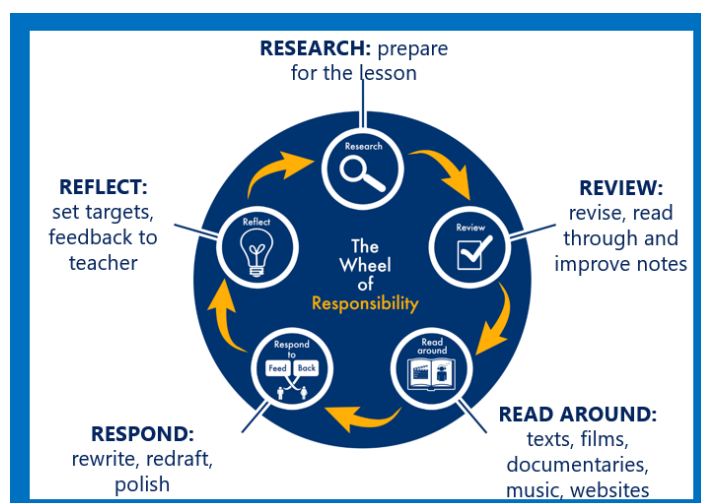 RESEARCH: prepare
for the lesson
Research
REVIEW:
revise, read
through and
improve notes
Review
READ AROUND:
texts, films,
documentaries,
music, websites
Read
around
RESPOND:
rewrite, redraft,
polish
Respond
to
Feed Back
REFLECT:
set targets,
feedback to
teacher
Reflect
The
Wheel
of
Responsibility